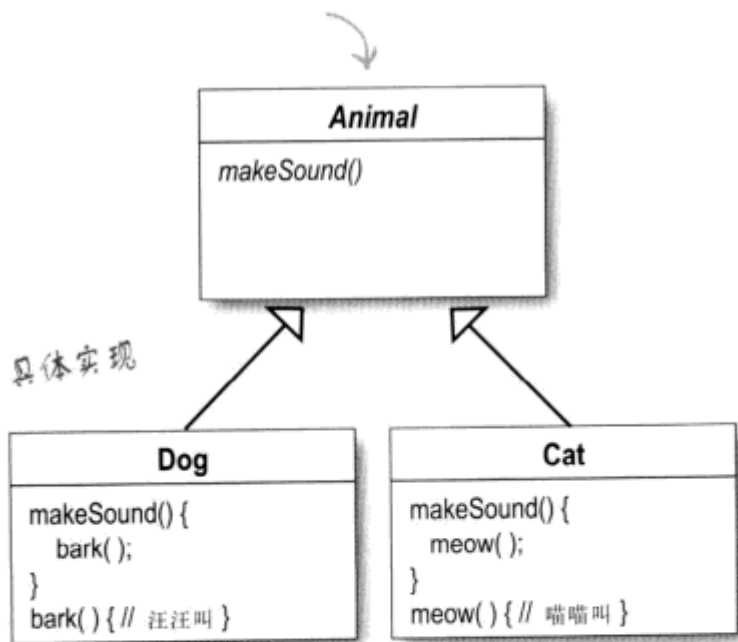 Animal
makeSound()
具体实现
Dog
makeSound() {
bark( );
}
bark( ) { // 汪汪叫 }
Cat
makeSound() {
meow( );
}
meow( ) { // 喵喵叫 }